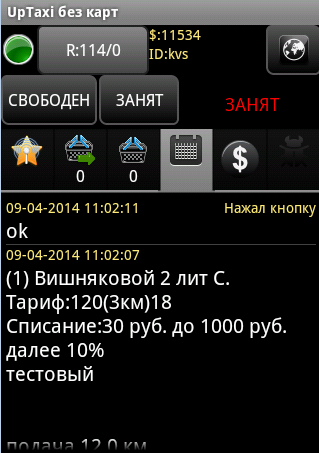 UpTaxi без карт
R:114/0
$:11534
ID:kvs
СВОБОДЕН
ЗАНЯТ
ЗАНЯТ
0
0
$
09-04-2014 11:02:11 Нажал кнопку
ok
09-04-2014 11:02:07
(1) Вишняковой 2 лит С.
Тариф:120(3км)18
Списание:30 руб. до 1000 руб.
далее 10%
тестовый
подача 12.0 км